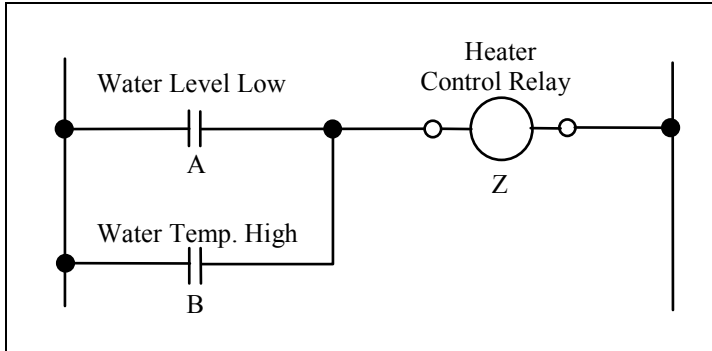 Heater
Control Relay
Water Level Low
A
Z
Water Temp. High
B